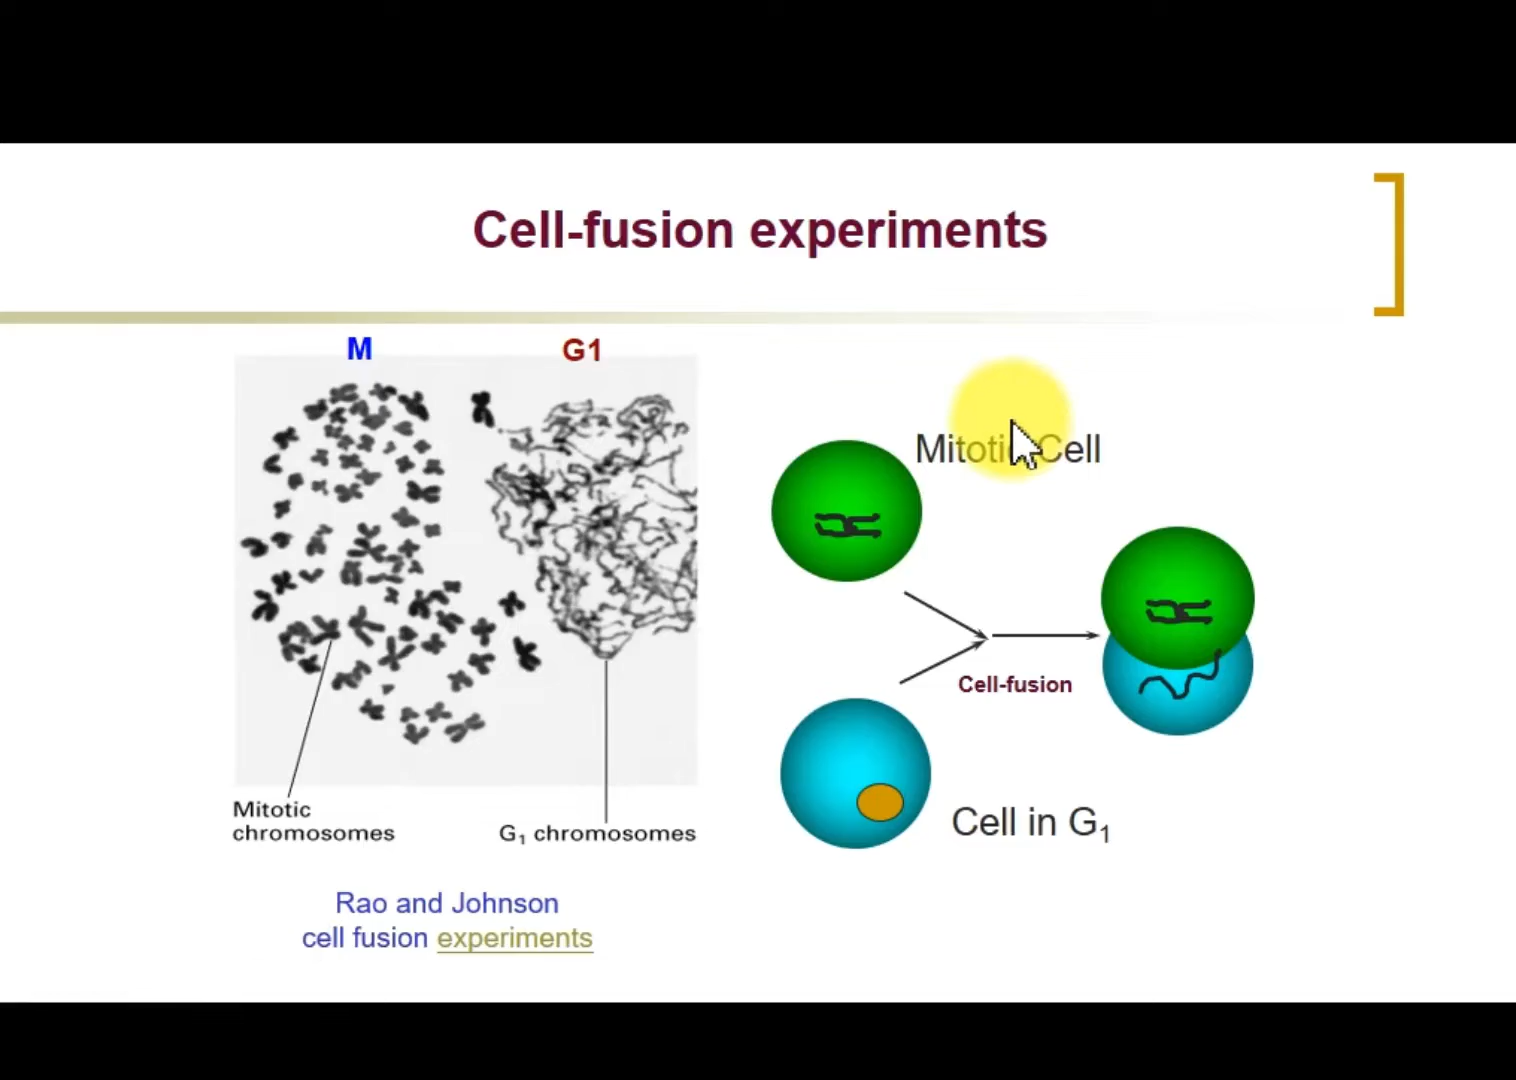 Cell-fusion experiments
M
G1
Mitotic
chromosomes
G₁ chromosomes
Rao and Johnson
cell fusion experiments
Mitotic Cell
Cell-fusion
Cell in G₁